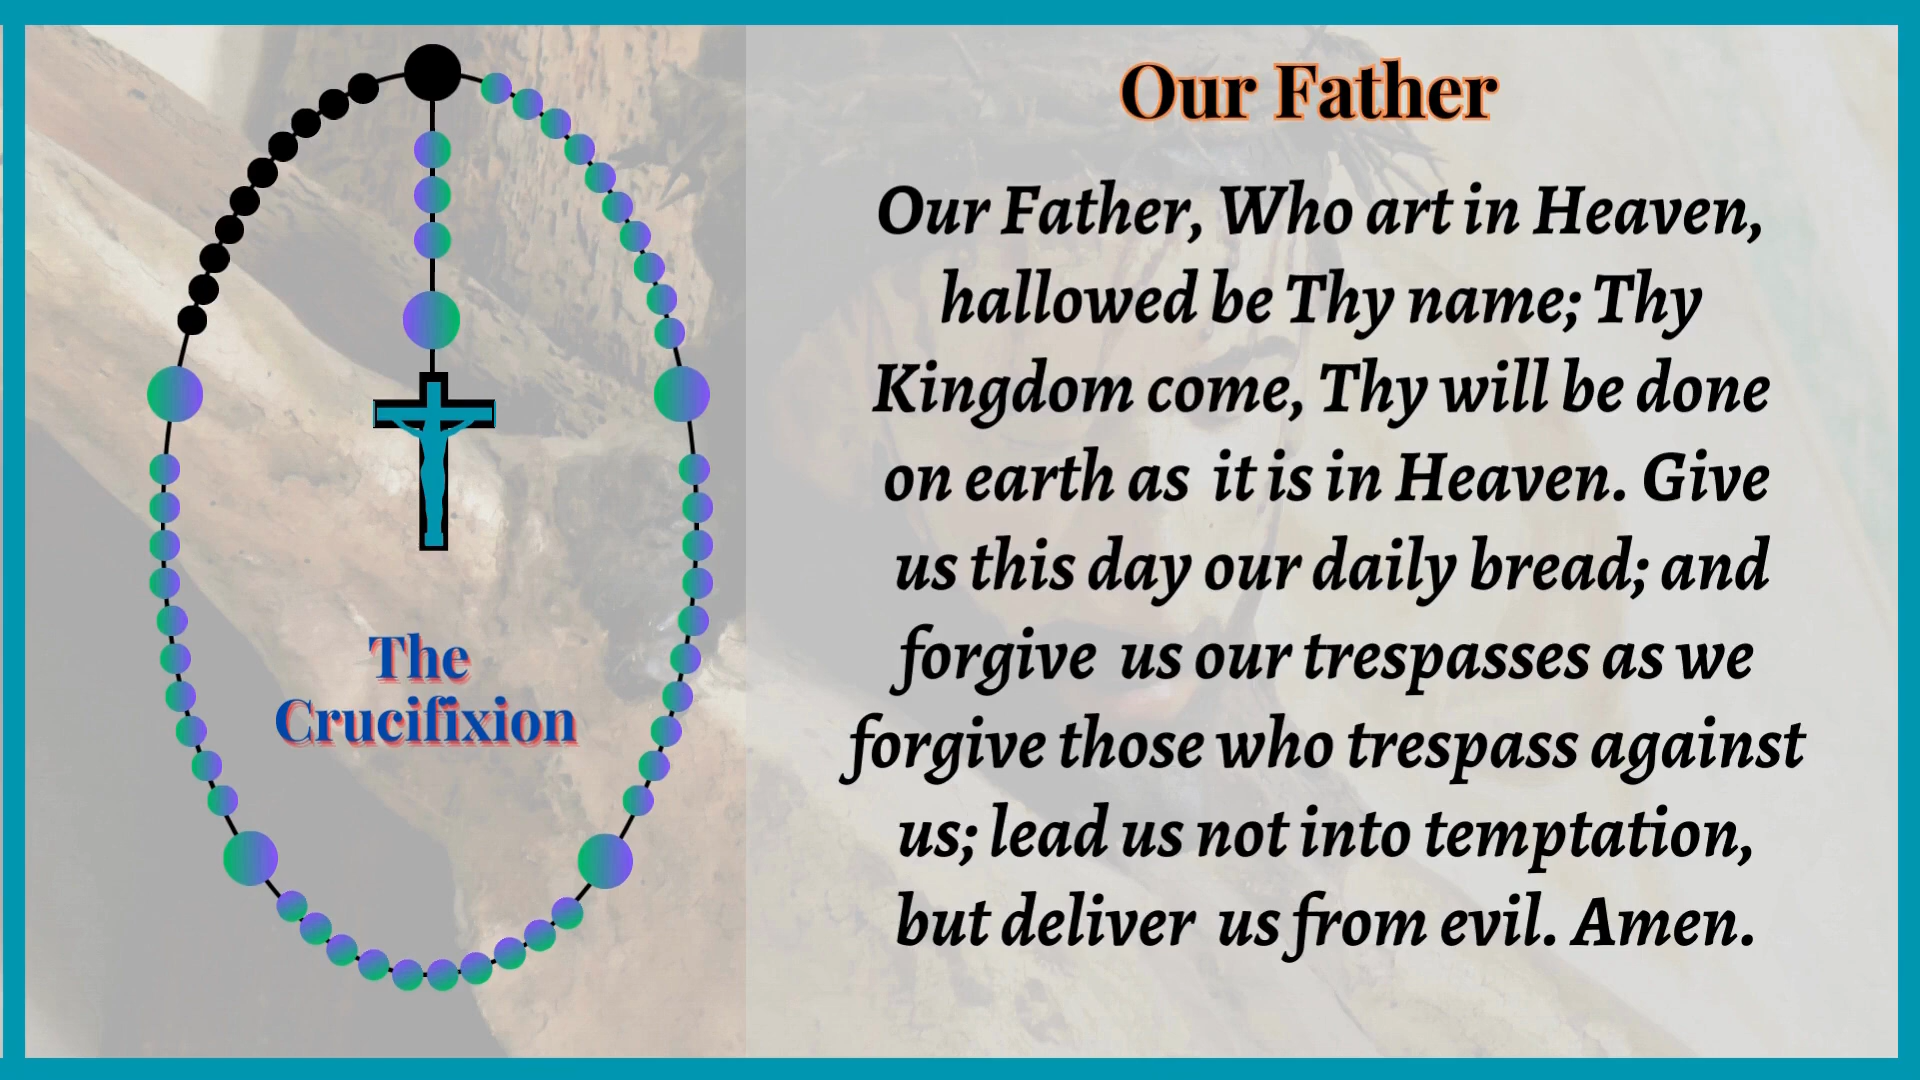 The
Crucifixion
Our Father
Our Father, Who art in Heaven,
hallowed be Thy name; Thy
Kingdom come, Thy will be done
on earth as it is in Heaven. Give
us this day our daily bread; and
forgive us our trespasses as we
forgive those who trespass against
us; lead us not into temptation,
but deliver us from evil. Amen.